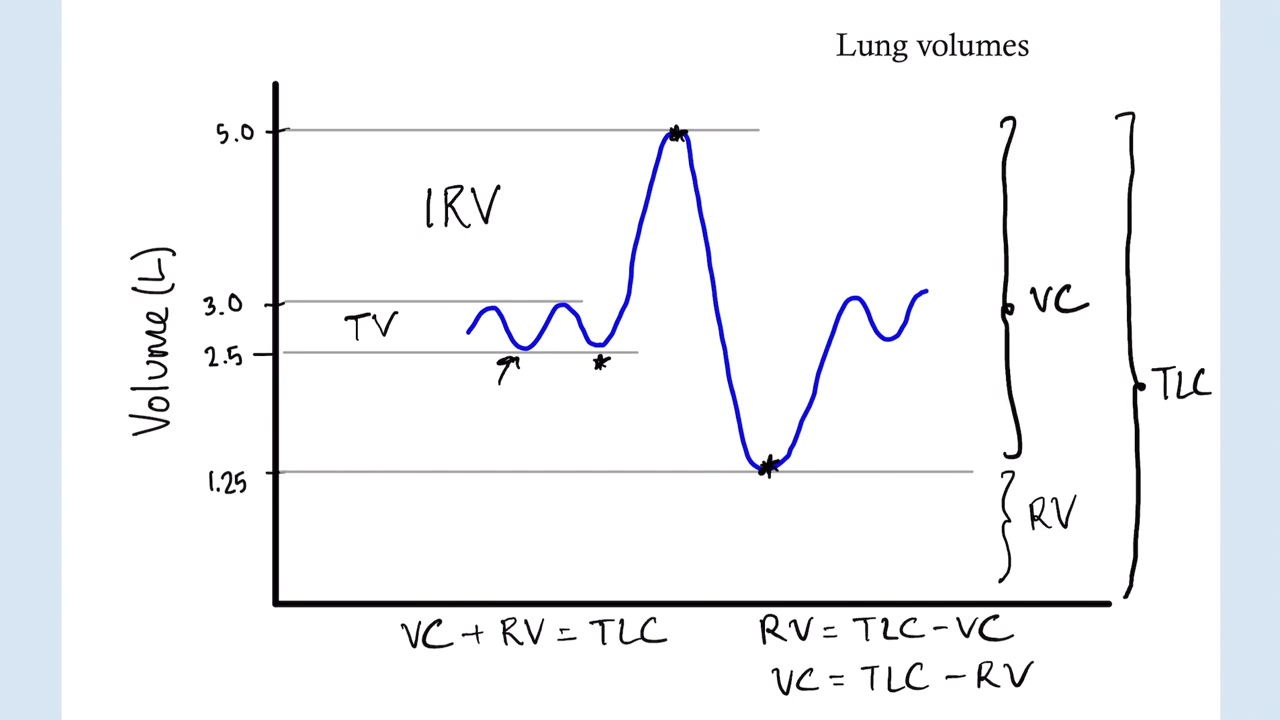 Lung volumes
5.0
IRV
3.0
TV
2.5
1.25
Volume (L)
VC
TLC
RV
VC + RV = TLC
RV = TLC - VC
VC = TLC - RV